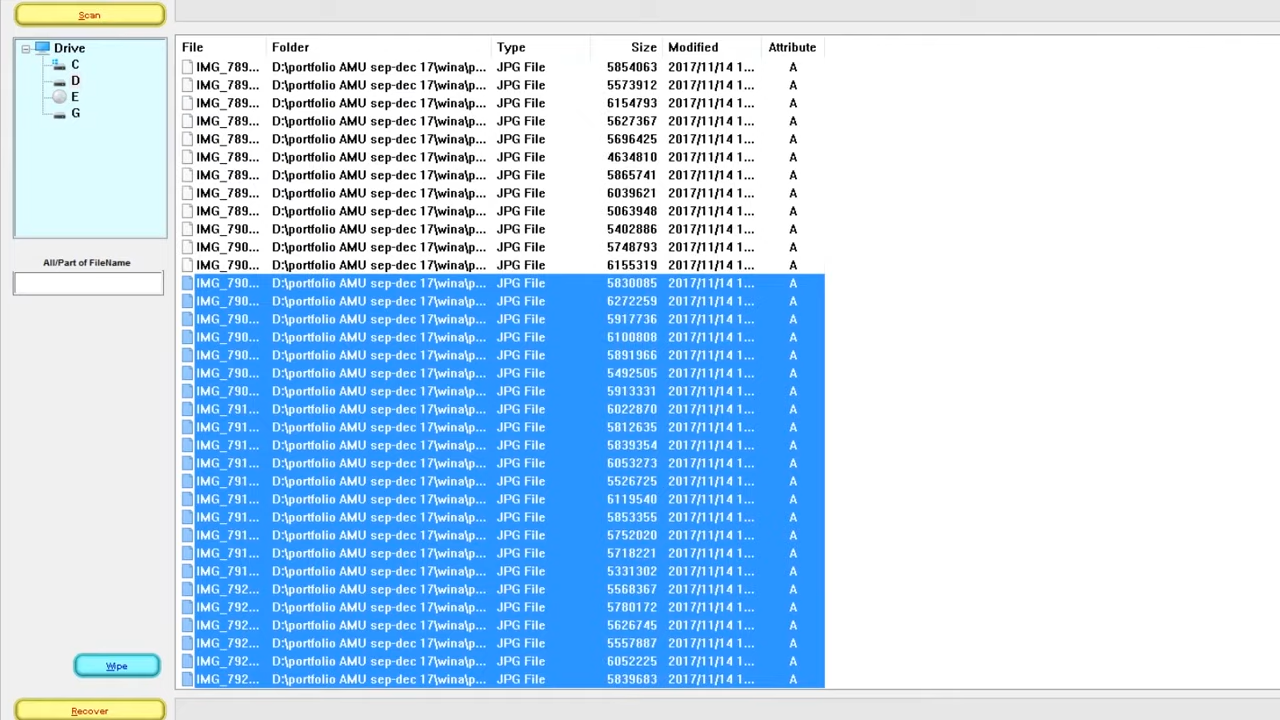 Scan
Drive
C
D
E
G
All/Part of FileName
Wipe
Recover
File Folder Type Size Modified Attribute
IMG_789... D:\portfolio AMU sep-dec 17\wina\p... JPG File 5854063 2017/11/14 1... A
IMG_789... D:\portfolio AMU sep-dec 17\wina\p... JPG File 5573912 2017/11/14 1... A
IMG_789... D:\portfolio AMU sep-dec 17\wina\p... JPG File 6154793 2017/11/14 1... A
IMG_789... D:\portfolio AMU sep-dec 17\wina\p... JPG File 5627367 2017/11/14 1... A
IMG_789... D:\portfolio AMU sep-dec 17\wina\p... JPG File 5696425 2017/11/14 1... A
IMG_789... D:\portfolio AMU sep-dec 17\wina\p... JPG File 4634810 2017/11/14 1... A
IMG_789... D:\portfolio AMU sep-dec 17\wina\p... JPG File 5865741 2017/11/14 1... A
IMG_789... D:\portfolio AMU sep-dec 17\wina\p... JPG File 6039621 2017/11/14 1... A
IMG_789... D:\portfolio AMU sep-dec 17\wina\p... JPG File 5063948 2017/11/14 1... A
IMG_790... D:\portfolio AMU sep-dec 17\wina\p... JPG File 5402886 2017/11/14 1... A
IMG_790... D:\portfolio AMU sep-dec 17\wina\p... JPG File 5748793 2017/11/14 1... A
IMG_790... D:\portfolio AMU sep-dec 17\wina\p... JPG File 6155319 2017/11/14 1... A
IMG_790... D:\portfolio AMU sep-dec 17\wina\p... JPG File 5830085 2017/11/14 1... A
IMG_790... D:\portfolio AMU sep-dec 17\wina\p... JPG File 6272259 2017/11/14 1... A
IMG_790... D:\portfolio AMU sep-dec 17\wina\p... JPG File 5917736 2017/11/14 1... A
IMG_790... D:\portfolio AMU sep-dec 17\wina\p... JPG File 6100808 2017/11/14 1... A
IMG_790... D:\portfolio AMU sep-dec 17\wina\p... JPG File 5891966 2017/11/14 1... A
IMG_790... D:\portfolio AMU sep-dec 17\wina\p... JPG File 5492505 2017/11/14 1... A
IMG_790... D:\portfolio AMU sep-dec 17\wina\p... JPG File 5913331 2017/11/14 1... A
IMG_791... D:\portfolio AMU sep-dec 17\wina\p... JPG File 6022870 2017/11/14 1... A
IMG_791... D:\portfolio AMU sep-dec 17\wina\p... JPG File 5812635 2017/11/14 1... A
IMG_791... D:\portfolio AMU sep-dec 17\wina\p... JPG File 5839354 2017/11/14 1... A
IMG_791... D:\portfolio AMU sep-dec 17\wina\p... JPG File 6053273 2017/11/14 1... A
IMG_791... D:\portfolio AMU sep-dec 17\wina\p... JPG File 5526725 2017/11/14 1... A
IMG_791... D:\portfolio AMU sep-dec 17\wina\p... JPG File 6119540 2017/11/14 1... A
IMG_791... D:\portfolio AMU sep-dec 17\wina\p... JPG File 5853355 2017/11/14 1... A
IMG_791... D:\portfolio AMU sep-dec 17\wina\p... JPG File 5752020 2017/11/14 1... A
IMG_791... D:\portfolio AMU sep-dec 17\wina\p... JPG File 5718221 2017/11/14 1... A
IMG_791... D:\portfolio AMU sep-dec 17\wina\p... JPG File 5331302 2017/11/14 1... A
IMG_792... D:\portfolio AMU sep-dec 17\wina\p... JPG File 5568367 2017/11/14 1... A
IMG_792... D:\portfolio AMU sep-dec 17\wina\p... JPG File 5780172 2017/11/14 1... A
IMG_792... D:\portfolio AMU sep-dec 17\wina\p... JPG File 5626745 2017/11/14 1... A
IMG_792... D:\portfolio AMU sep-dec 17\wina\p... JPG File 5557887 2017/11/14 1... A
IMG_792... D:\portfolio AMU sep-dec 17\wina\p... JPG File 6052225 2017/11/14 1... A
IMG_792... D:\portfolio AMU sep-dec 17\wina\p... JPG File 5839683 2017/11/14 1... A